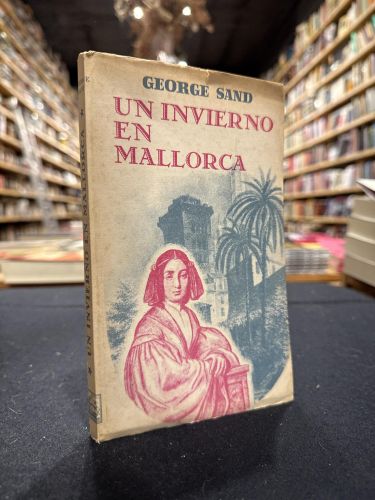 GEORGE SAND
UN INVIERNO
EN
MALLORCA